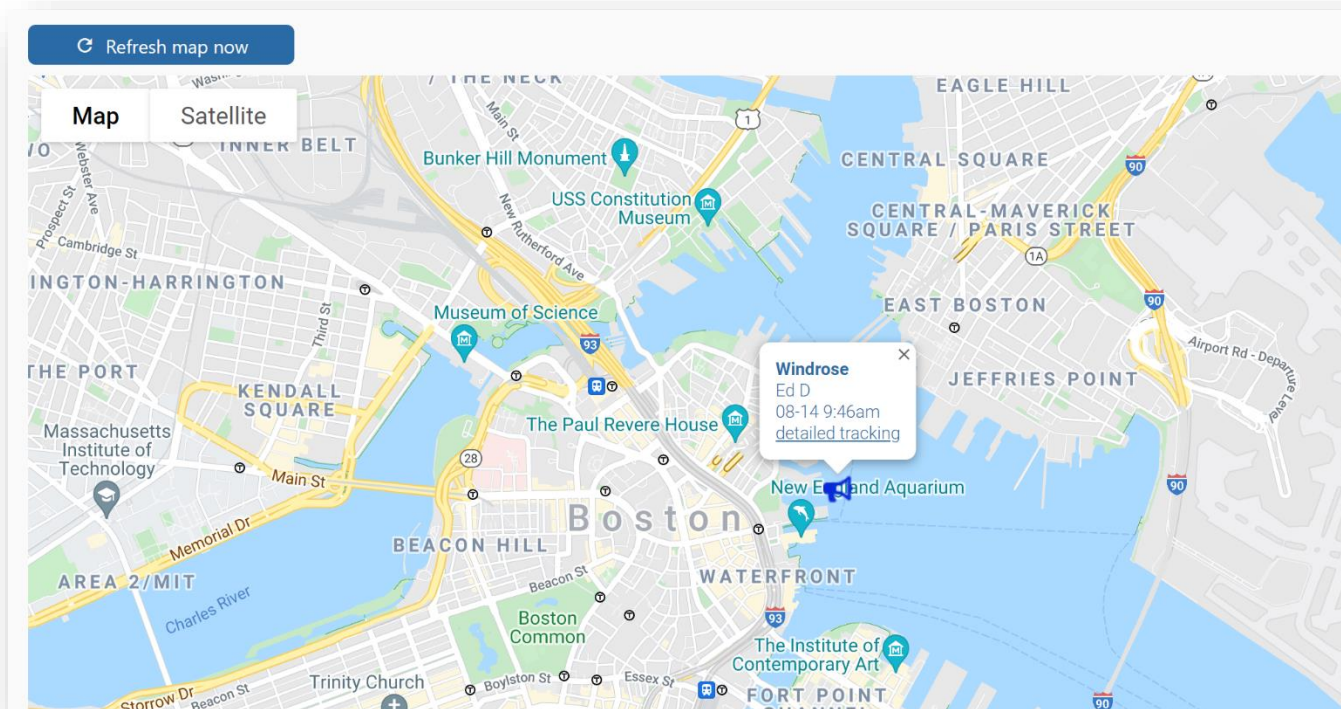 Refresh map now
Map
Satellite
THE NECK
EAGLE HILL
INNER BELT
Main St
1
Webster Ave
Bunker Hill Monument
CENTRAL SQUARE
90
Prospect St
USS Constitution
Museum
New Rutherford Ave
CENTRAL-MAVERICK
SQUARE / PARIS STREET
Cambridge St
1A
INGTON-HARRINGTON
Third St
EAST BOSTON
90
Museum of Science
93
Airport Rd - Departure Level
THE PORT
KENDALL
SQUARE
Windrose
Ed D
08-14 9:46am
detailed tracking
JEFFRIES POINT
Massachusetts
Institute of
Technology
The Paul Revere House
28
Main St
New England Aquarium
90
Boston
Memorial Dr
BEACON HILL
WATERFRONT
AREA 2/MIT
Beacon St
Charles River
Boston
Common
93
The Institute of
Contemporary Art
Trinity Church
Boylston St
Essex St
Storrow Dr
Beacon St
FORT POINT
CHANNEL
90